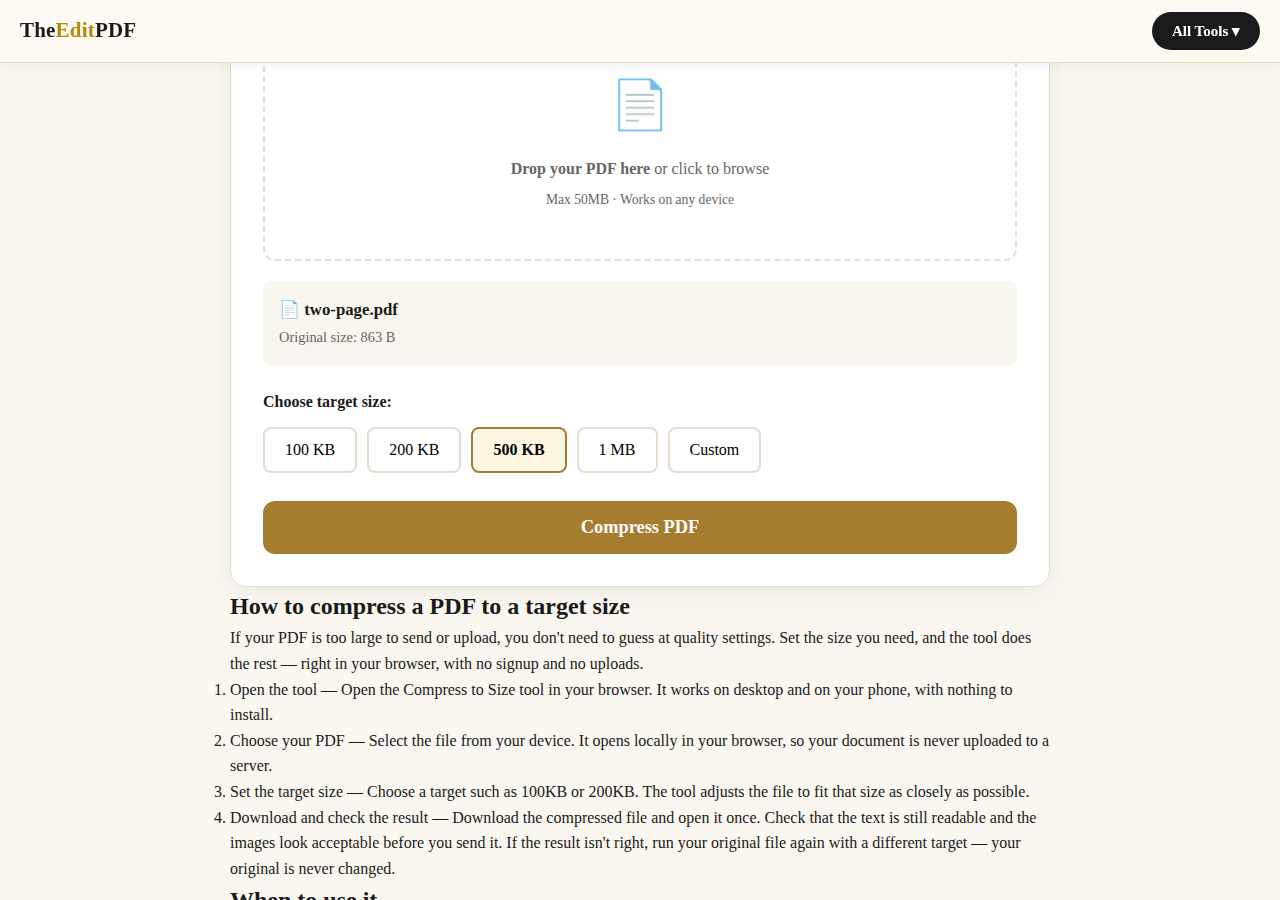 TheEditPDF
All Tools ▾
Drop your PDF here or click to browse
Max 50MB · Works on any device
two-page.pdf
Original size: 863 B
Choose target size:
100 KB
200 KB
500 KB
1 MB
Custom
Compress PDF
How to compress a PDF to a target size
If your PDF is too large to send or upload, you don't need to guess at quality settings. Set the size you need, and the tool does
the rest — right in your browser, with no signup and no uploads.
1. Open the tool — Open the Compress to Size tool in your browser. It works on desktop and on your phone, with nothing to
install.
2. Choose your PDF — Select the file from your device. It opens locally in your browser, so your document is never uploaded to a
server.
3. Set the target size — Choose a target such as 100KB or 200KB. The tool adjusts the file to fit that size as closely as possible.
4. Download and check the result — Download the compressed file and open it once. Check that the text is still readable and the
images look acceptable before you send it. If the result isn't right, run your original file again with a different target — your
original is never changed.
When to use it